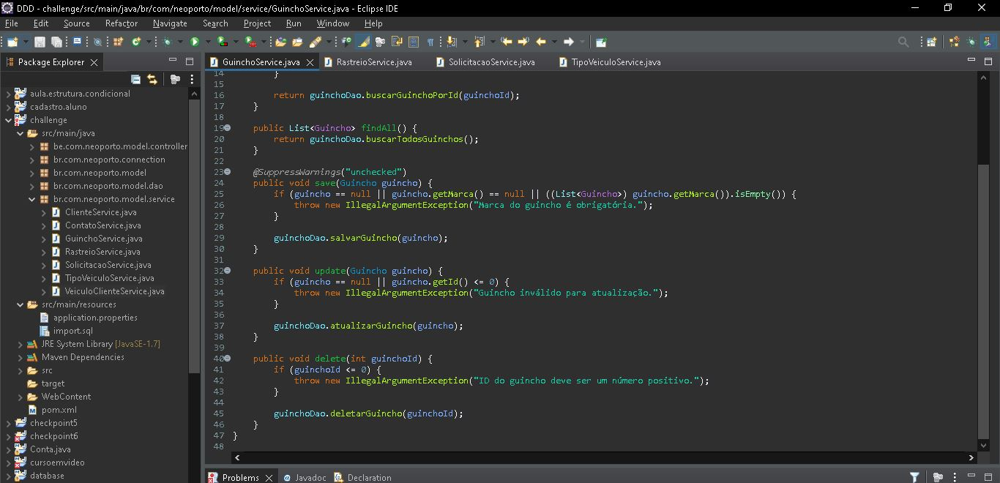 DDD - challenge/src/main/java/br/com/neoporto/model/service/GuinchoService.java - Eclipse IDE
File Edit Source Refactor Navigate Search Project Run Window Help
Package Explorer
aula.estrutura.condicional
cadastro.aluno
challenge
src/main/java
be.com.neoporto.model.controller
br.com.neoporto.connection
br.com.neoporto.model
br.com.neoporto.model.dao
br.com.neoporto.model.service
ClienteService.java
ContatoService.java
GuinchoService.java
RastreioService.java
SolicitacaoService.java
TipoVeiculoService.java
VeiculoClienteService.java
src/main/resources
application.properties
import.sql
JRE System Library [JavaSE-1.7]
Maven Dependencies
src
target
WebContent
pom.xml
checkpoint5
checkpoint6
Conta.java
cursoemvideo
database
GuinchoService.java RastreioService.java SolicitacaoService.java TipoVeiculoService.java
14 }
15
16 return guinchoDao.buscarGuinchoPorId(guinchoId);
17 }
18
19 public List<Guincho> findAll() {
20 return guinchoDao.buscarTodosGuinchos();
21 }
22
23 @SuppressWarnings("unchecked")
24 public void save(Guincho guincho) {
25 if (guincho == null || guincho.getMarca() == null || ((List<Guincho>) guincho.getMarca()).isEmpty()) {
26 throw new IllegalArgumentException("Marca do guincho é obrigatória.");
27 }
28
29 guinchoDao.salvarGuincho(guincho);
30 }
31
32 public void update(Guincho guincho) {
33 if (guincho == null || guincho.getId() <= 0) {
34 throw new IllegalArgumentException("Guincho inválido para atualização.");
35 }
36
37 guinchoDao.atualizarGuincho(guincho);
38 }
39
40 public void delete(int guinchoId) {
41 if (guinchoId <= 0) {
42 throw new IllegalArgumentException("ID do guincho deve ser um número positivo.");
43 }
44
45 guinchoDao.deletarGuincho(guinchoId);
46 }
47 }
48
Problems @ Javadoc Declaration